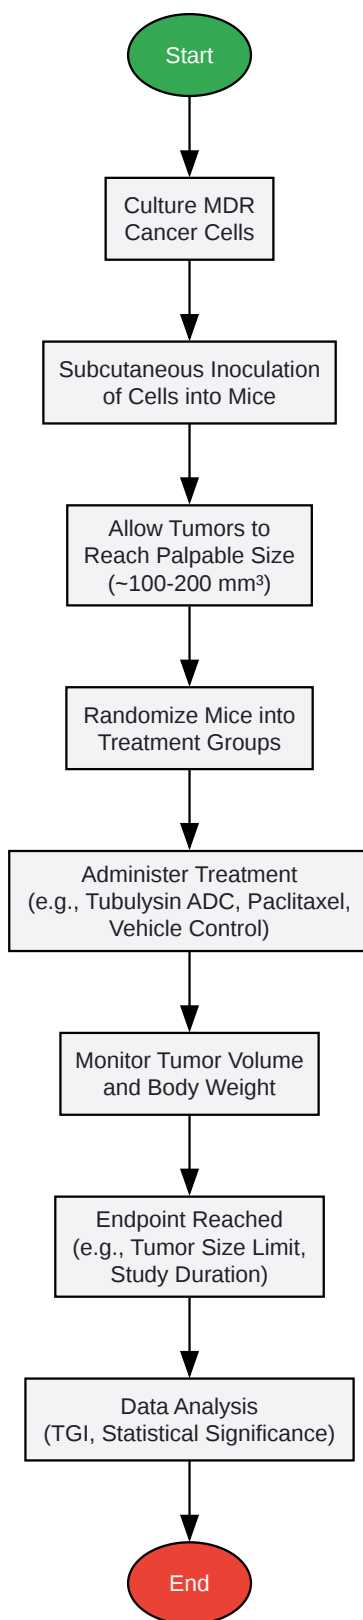 Start
Culture MDR
Cancer Cells
Subcutaneous Inoculation
of Cells into Mice
Allow Tumors to
Reach Palpable Size
(~100-200 mm³)
Randomize Mice into
Treatment Groups
Administer Treatment
(e.g., Tubulysin ADC, Paclitaxel,
Vehicle Control)
Monitor Tumor Volume
and Body Weight
Endpoint Reached
(e.g., Tumor Size Limit,
Study Duration)
Data Analysis
(TGI, Statistical Significance)
End